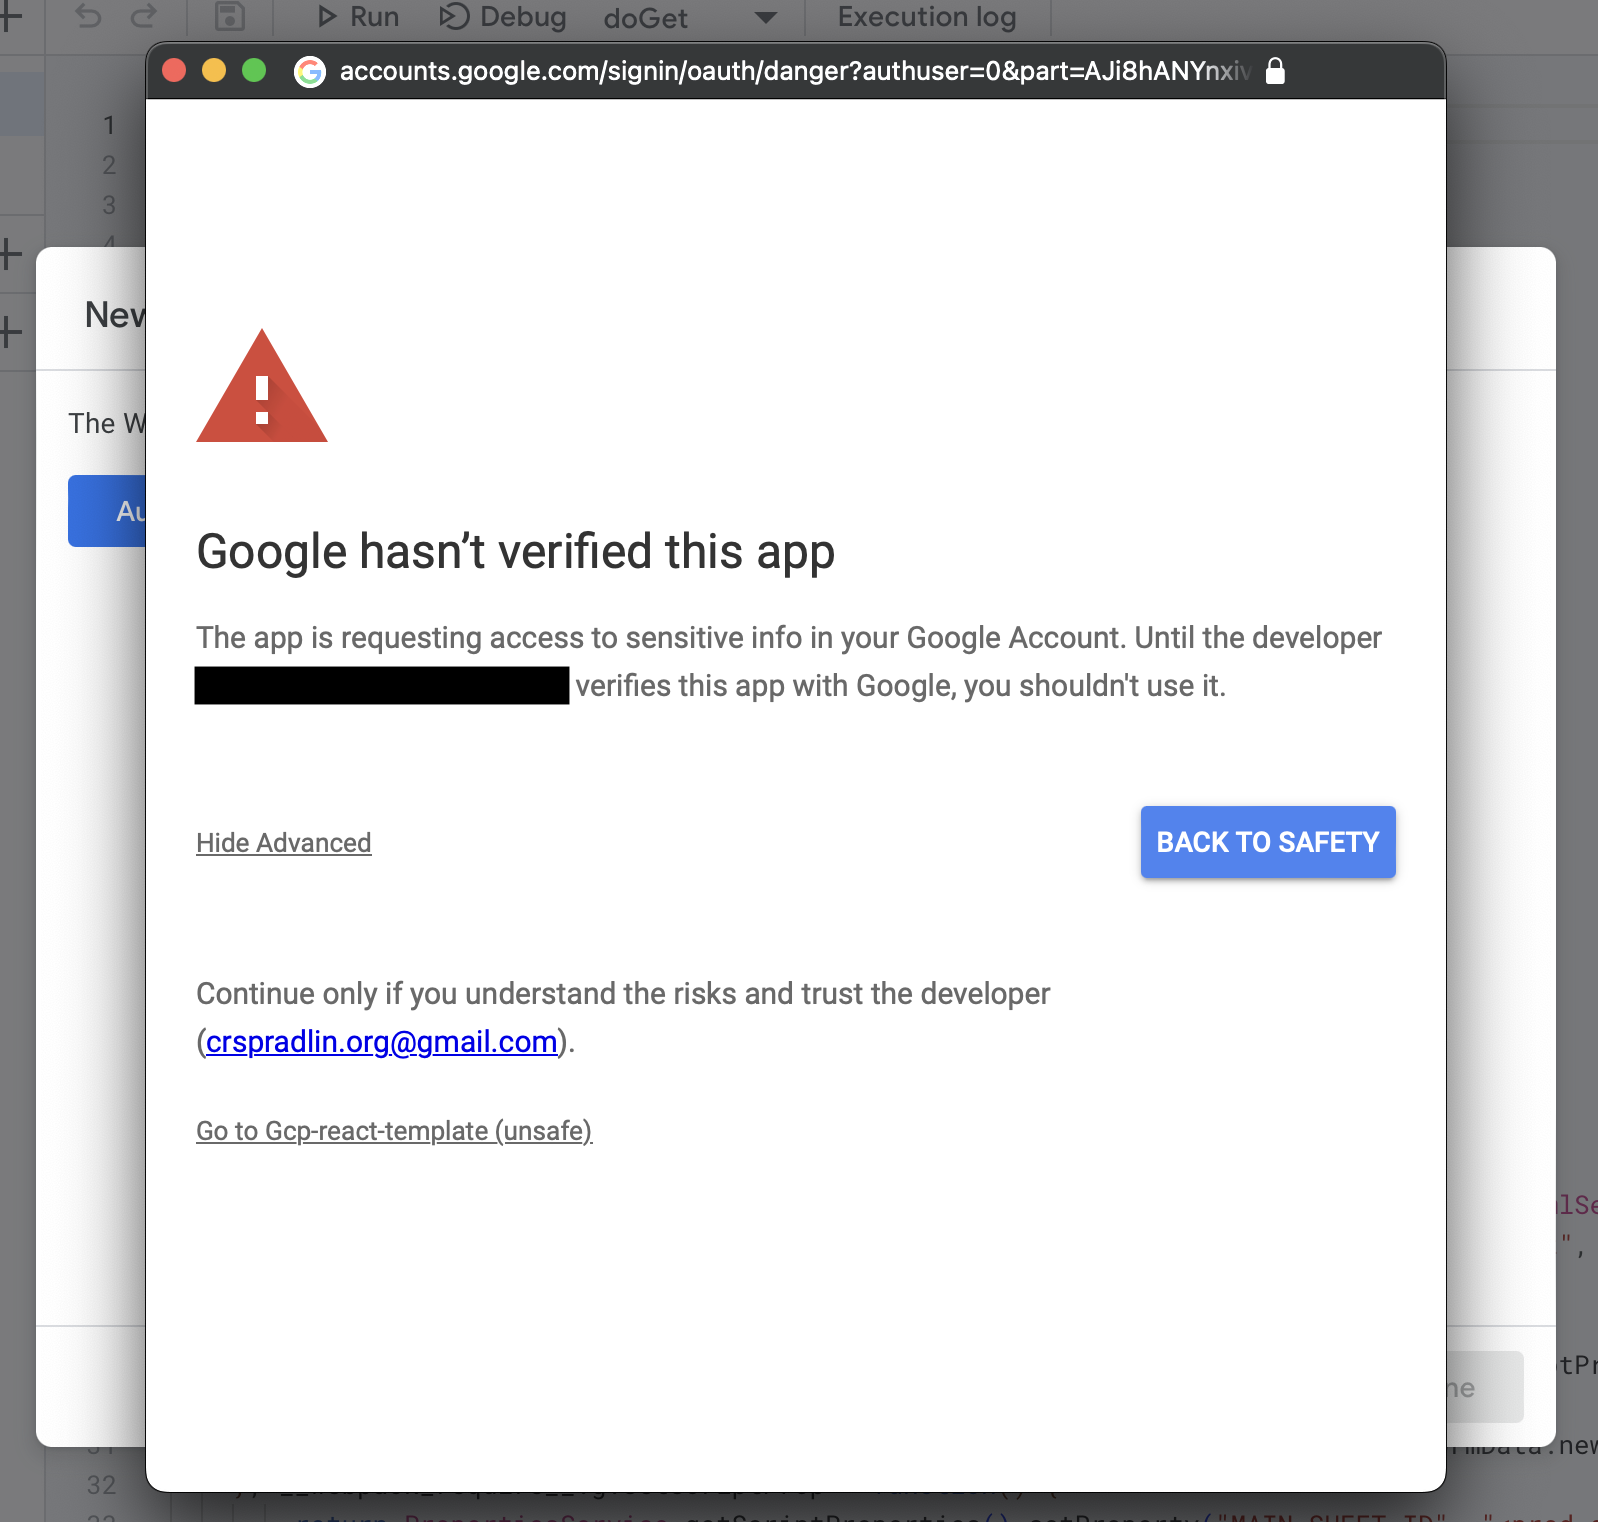 Run Debug doGet Execution log
accounts.google.com/signin/oauth/danger?authuser=0&part=AJi8hANYnxiv
1
2
3
4
New
The W
Au
Google hasn’t verified this app
The app is requesting access to sensitive info in your Google Account. Until the developer
verifies this app with Google, you shouldn't use it.
Hide Advanced
BACK TO SAFETY
Continue only if you understand the risks and trust the developer
(crspradlin.org@gmail.com).
Go to Gcp-react-template (unsafe)
",
ne
32